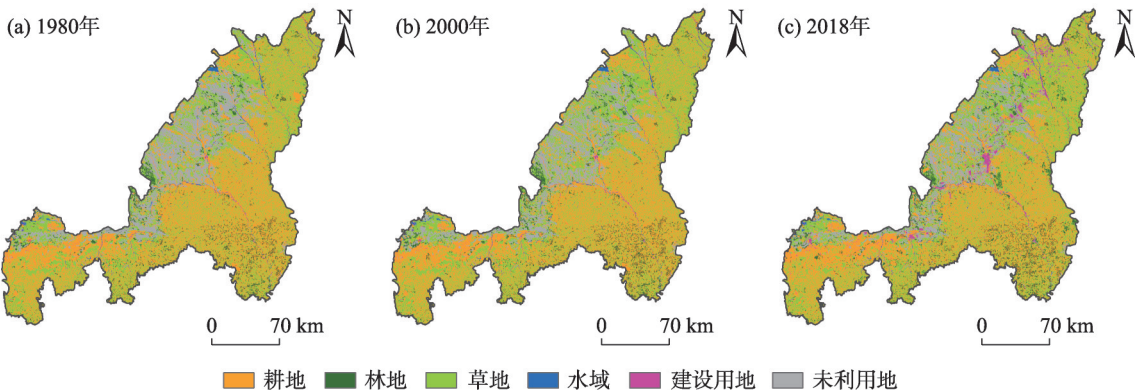 (a) 1980年
N
(b) 2000年
N
(c) 2018年
N
0 70 km
0 70 km
0 70 km
耕地 林地 草地 水域 建设用地 未利用地